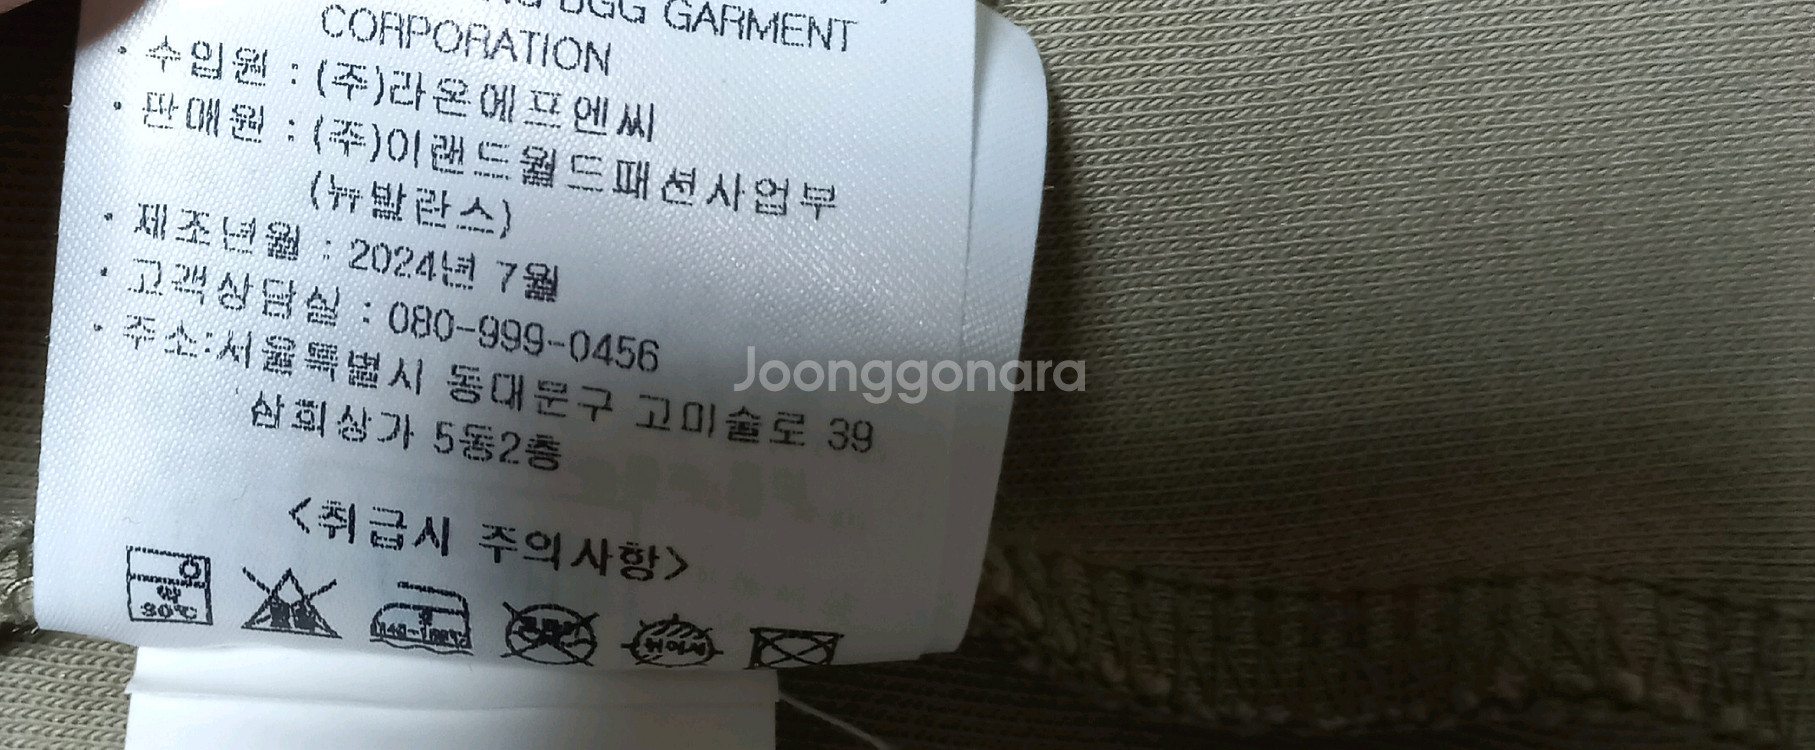 GARMENT
CORPORATION
· 수입원 : (주)라온에프엔씨
· 판매원 : (주)이랜드월드패션사업부
(뉴발란스)
· 제조년월 : 2024년 7월
· 고객상담실 : 080-999-0456
· 주소:서울특별시 동대문구 고미술로 39
삼희상가 5동2층
<취급시 주의사항>
약
30℃
Joonggonara